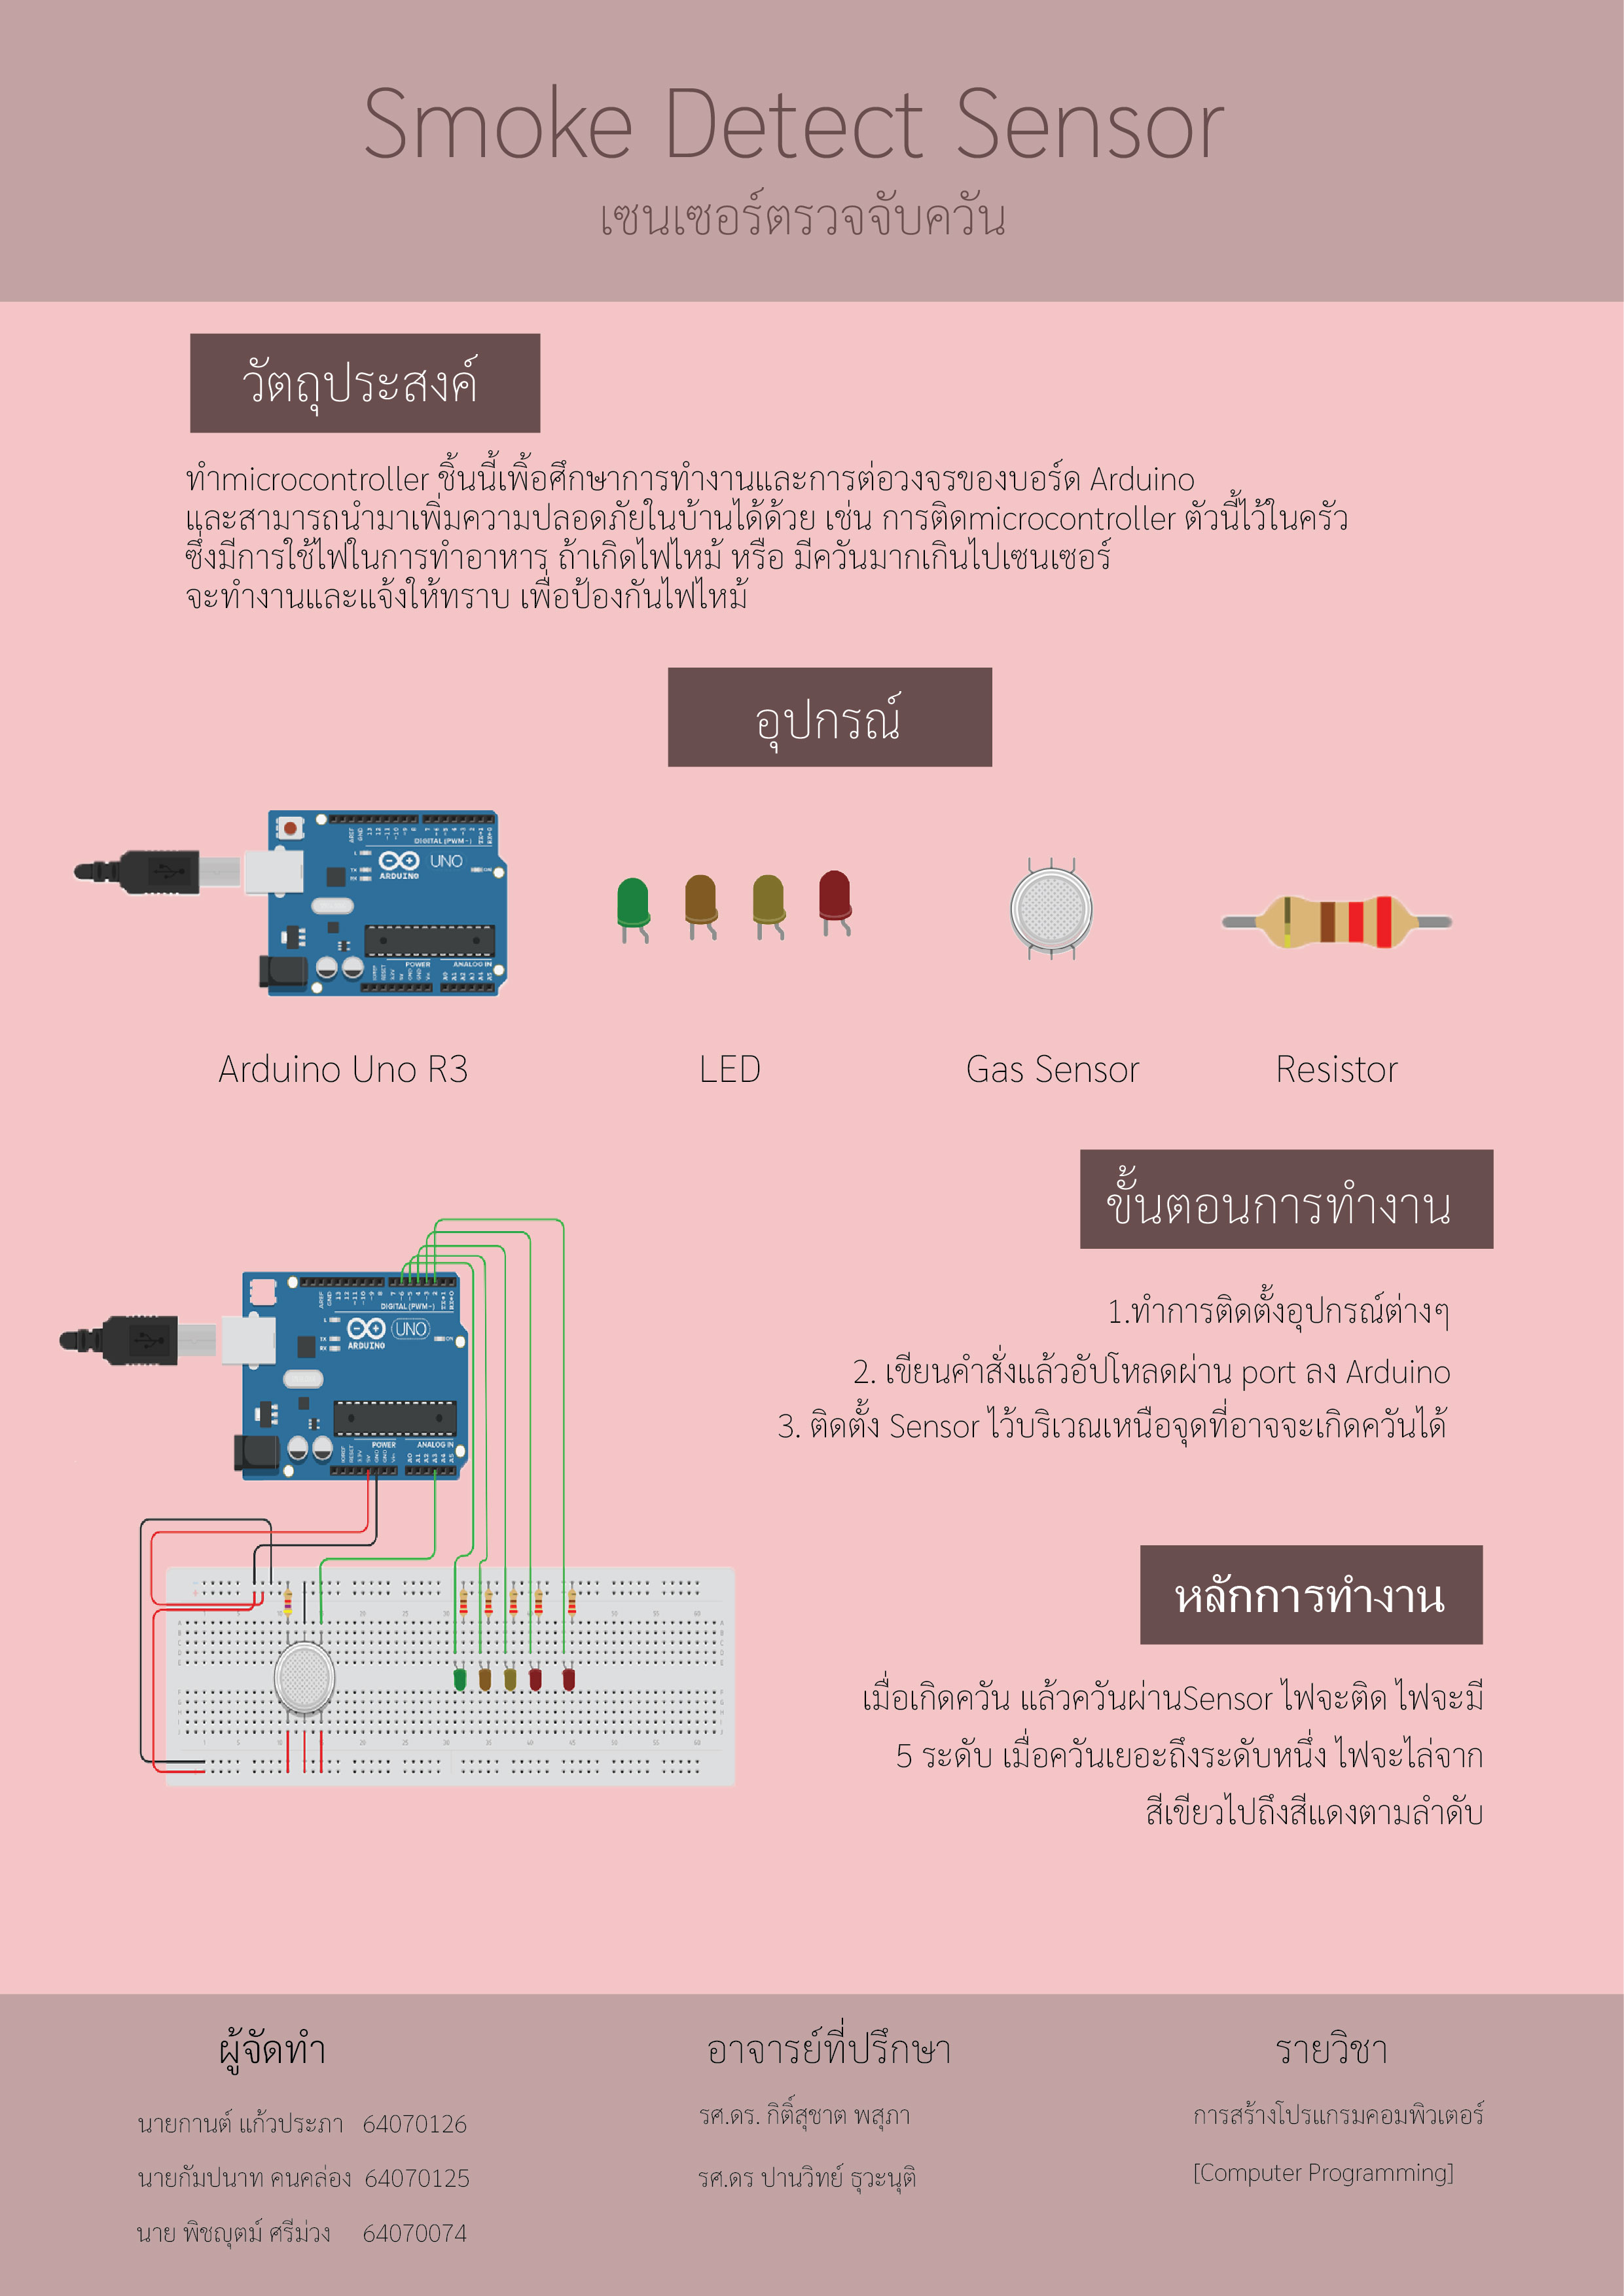 Smoke Detect Sensor
เซนเซอร์ตรวจจับควัน
วัตถุประสงค์
ทำmicrocontroller ชิ้นนี้เพิ้อศึกษาการทำงานและการต่อวงจรของบอร์ด Arduino
และสามารถนำมาเพิ่มความปลอดภัยในบ้านได้ด้วย เช่น การติดmicrocontroller ตัวนี้ไว้ในครัว
ซึ่งมีการใช้ไฟในการทำอาหาร ถ้าเกิดไฟไหม้ หรือ มีควันมากเกินไปเซนเซอร์
จะทำงานและแจ้งให้ทราบ เพื่อป้องกันไฟไหม้
อุปกรณ์
DIGITAL (PWM~)
UNO
ARDUINO
POWER ANALOG IN
Arduino Uno R3
LED
Gas Sensor
Resistor
ขั้นตอนการทำงาน
1.ทำการติดตั้งอุปกรณ์ต่างๆ
2. เขียนคำสั่งแล้วอัปโหลดผ่าน port ลง Arduino
3. ติดตั้ง Sensor ไว้บริเวณเหนือจุดที่อาจจะเกิดควันได้
DIGITAL (PWM~)
UNO
ARDUINO
POWER ANALOG IN
หลักการทำงาน
เมื่อเกิดควัน แล้วควันผ่านSensor ไฟจะติด ไฟจะมี
5 ระดับ เมื่อควันเยอะถึงระดับหนึ่ง ไฟจะไล่จาก
สีเขียวไปถึงสีแดงตามลำดับ
ผู้จัดทำ
นายกานต์ แก้วประภา 64070126
นายกัมปนาท คนคล่อง 64070125
นาย พิชญุตม์ ศรีม่วง 64070074
อาจารย์ที่ปรึกษา
รศ.ดร. กิติ์สุชาต พสุภา
รศ.ดร ปานวิทย์ ธุวะนุติ
รายวิชา
การสร้างโปรแกรมคอมพิวเตอร์
[Computer Programming]